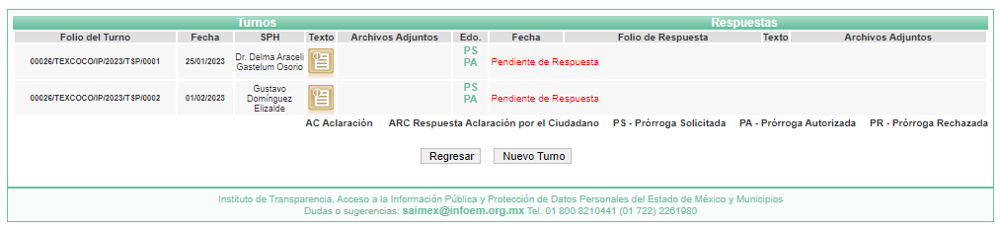 Turnos Respuestas
Folio del Turno Fecha SPH Texto Archivos Adjuntos Edo. Fecha Folio de Respuesta Texto Archivos Adjuntos
00026/TEXCOCO/IP/2023/TSP/0001 25/01/2023 Dr. Delma Araceli Gastelum Osorio PS PA Pendiente de Respuesta
00026/TEXCOCO/IP/2023/TSP/0002 01/02/2023 Gustavo Domínguez Elizalde PS PA Pendiente de Respuesta
AC Aclaración ARC Respuesta Aclaración por el Ciudadano PS - Prórroga Solicitada PA - Prórroga Autorizada PR - Prórroga Rechazada
Regresar Nuevo Turno
Instituto de Transparencia, Acceso a la Información Pública y Protección de Datos Personales del Estado de México y Municipios
Dudas o sugerencias: saimex@infoem.org.mx Tel. 01 800 8210441 (01 722) 2261980